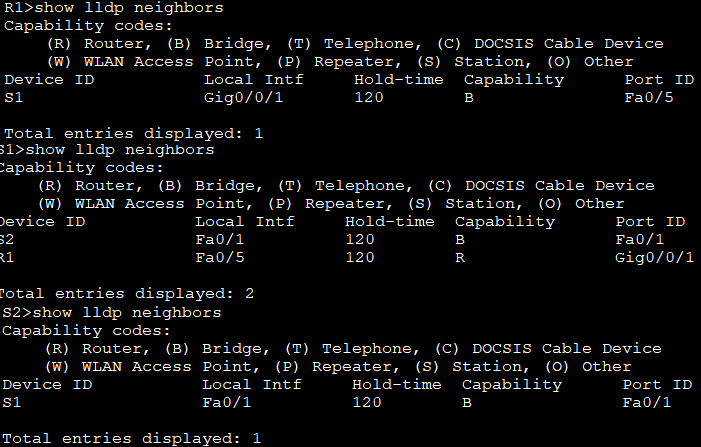 R1>show lldp neighbors
Capability codes:
(R) Router, (B) Bridge, (T) Telephone, (C) DOCSIS Cable Device
(W) WLAN Access Point, (P) Repeater, (S) Station, (O) Other
Device ID Local Intf Hold-time Capability Port ID
S1 Gig0/0/1 120 B Fa0/5
Total entries displayed: 1
S1>show lldp neighbors
Capability codes:
(R) Router, (B) Bridge, (T) Telephone, (C) DOCSIS Cable Device
(W) WLAN Access Point, (P) Repeater, (S) Station, (O) Other
Device ID Local Intf Hold-time Capability Port ID
S2 Fa0/1 120 B Fa0/1
R1 Fa0/5 120 R Gig0/0/1
Total entries displayed: 2
S2>show lldp neighbors
Capability codes:
(R) Router, (B) Bridge, (T) Telephone, (C) DOCSIS Cable Device
(W) WLAN Access Point, (P) Repeater, (S) Station, (O) Other
Device ID Local Intf Hold-time Capability Port ID
S1 Fa0/1 120 B Fa0/1
Total entries displayed: 1